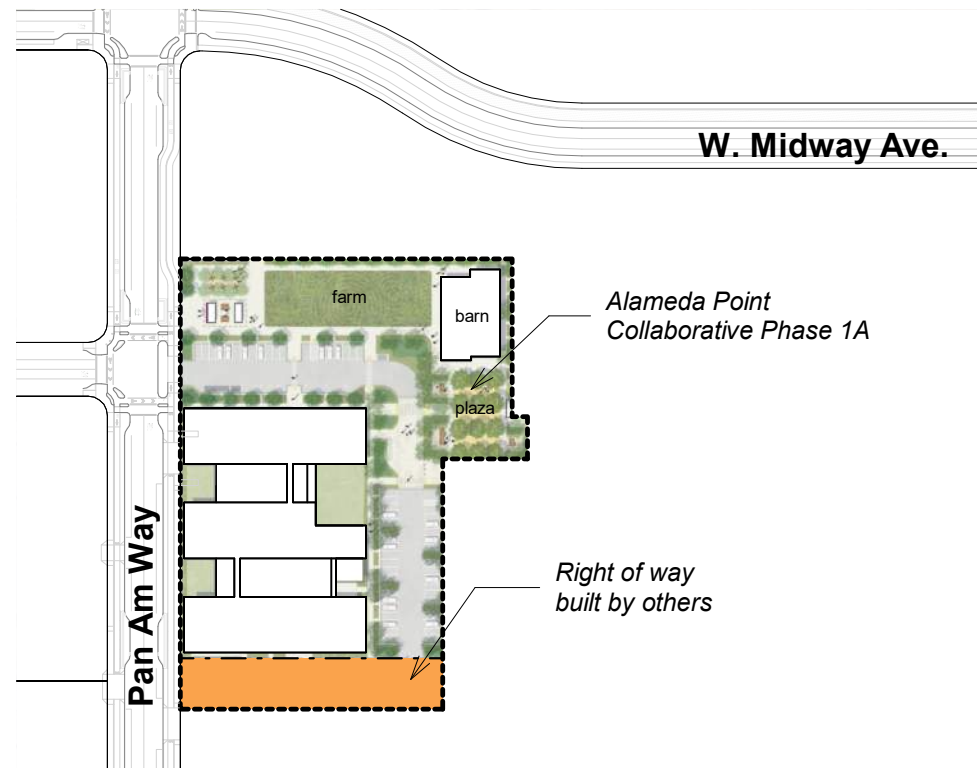 W. Midway Ave.
farm
barn
Alameda Point
Collaborative Phase 1A
plaza
Right of way
built by others
Pan Am Way